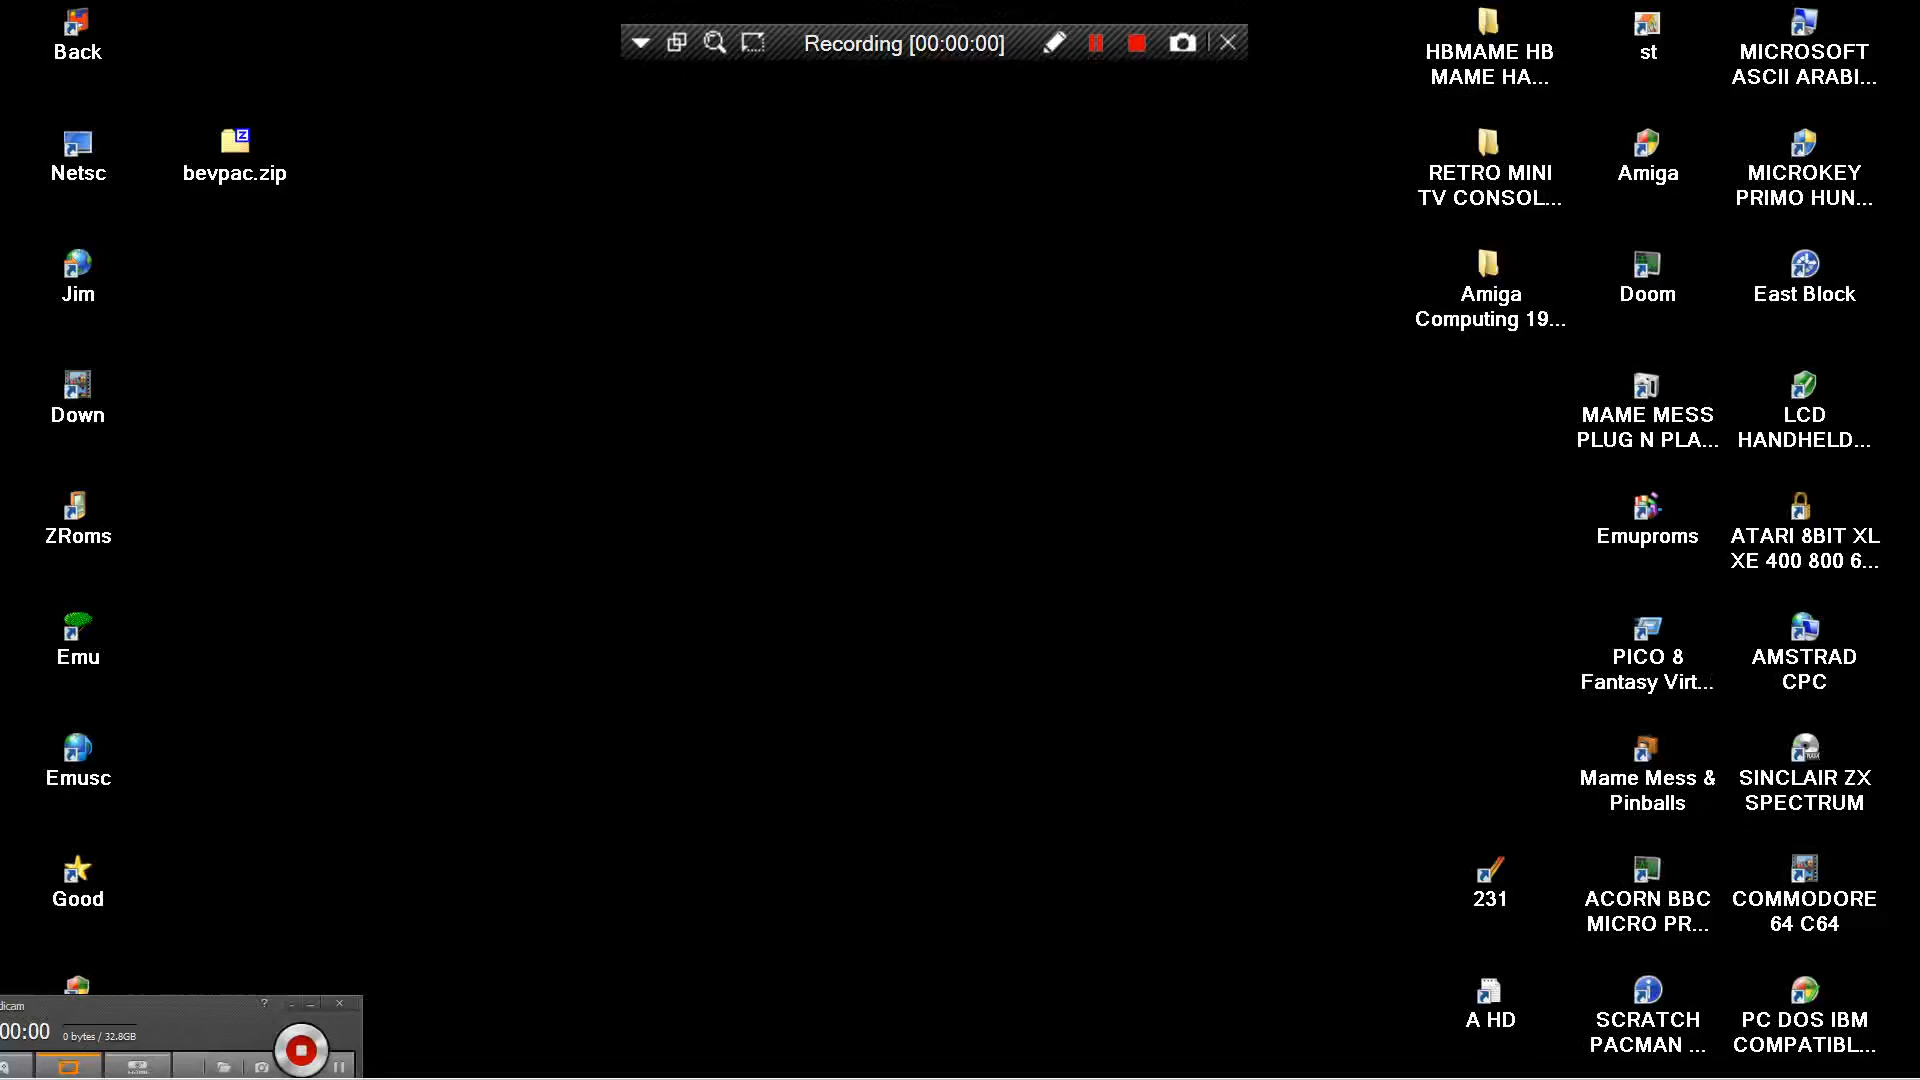 Back
Recording [00:00:00]
HBMAME HB
MAME HA...
st
MICROSOFT
ASCII ARABI...
Netsc
bevpac.zip
RETRO MINI
TV CONSOL...
Amiga
MICROKEY
PRIMO HUN...
Jim
Amiga
Computing 19...
Doom
East Block
Down
MAME MESS
PLUG N PLA...
LCD
HANDHELD...
ZRoms
Emuproms
ATARI 8BIT XL
XE 400 800 6...
Emu
PICO 8
Fantasy Virt...
AMSTRAD
CPC
Emusc
Mame Mess &
Pinballs
SINCLAIR ZX
SPECTRUM
Good
231
ACORN BBC
MICRO PR...
COMMODORE
64 C64
A HD
SCRATCH
PACMAN ...
PC DOS IBM
COMPATIBL...
dicam
?
00:00
0 bytes / 32.8GB